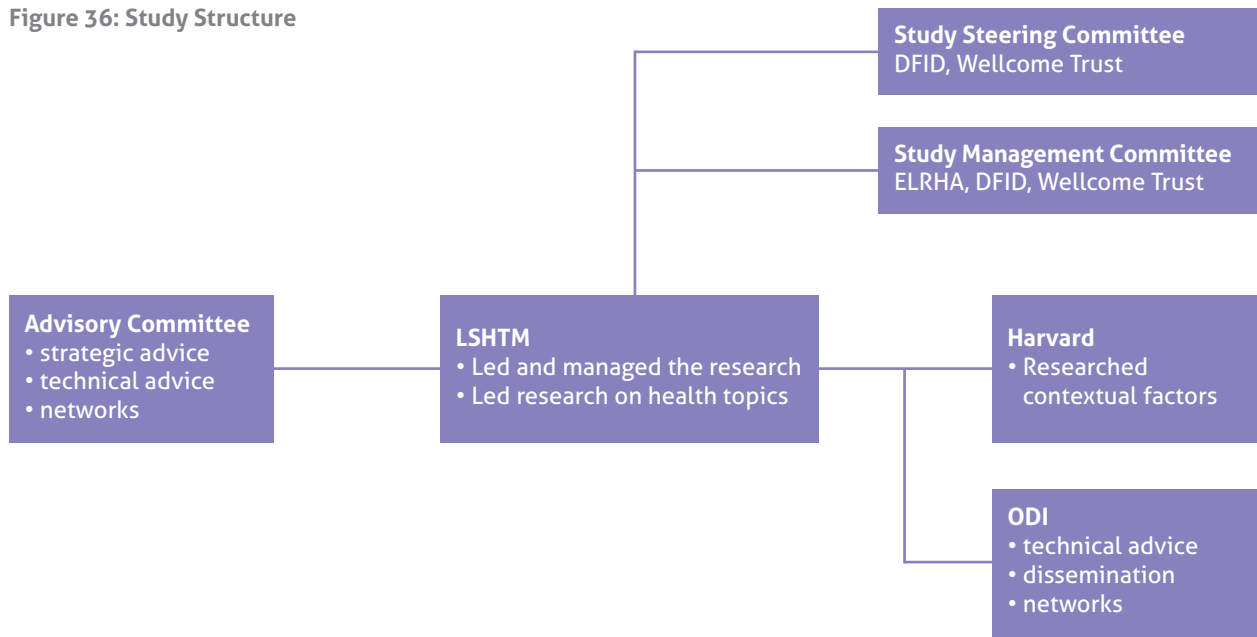 Figure 36: Study Structure
Study Steering Committee
DFID, Wellcome Trust
Study Management Committee
ELRHA, DFID, Wellcome Trust
Advisory Committee
• strategic advice
• technical advice
• networks
LSHTM
• Led and managed the research
• Led research on health topics
Harvard
• Researched
contextual factors
ODI
• technical advice
• dissemination
• networks